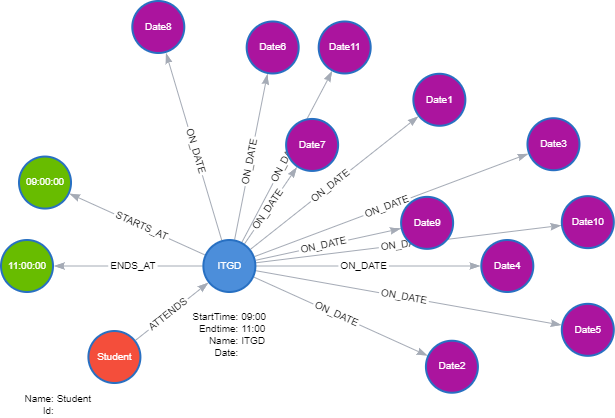 Date8
Date6
Date11
Date1
Date7
Date3
ON_DATE
ON_DATE
ON_DATE
ON_DATE
09:00:00
STARTS_AT
ON_DATE
ON_DATE
Date9
Date10
ON_DATE
ON_DATE
11:00:00
ENDS_AT
ITGD
ON_DATE
Date4
ON_DATE
ATTENDS
ON_DATE
Date5
StartTime: 09:00
Endtime: 11:00
Name: ITGD
Date:
Student
Date2
Name: Student
Id: